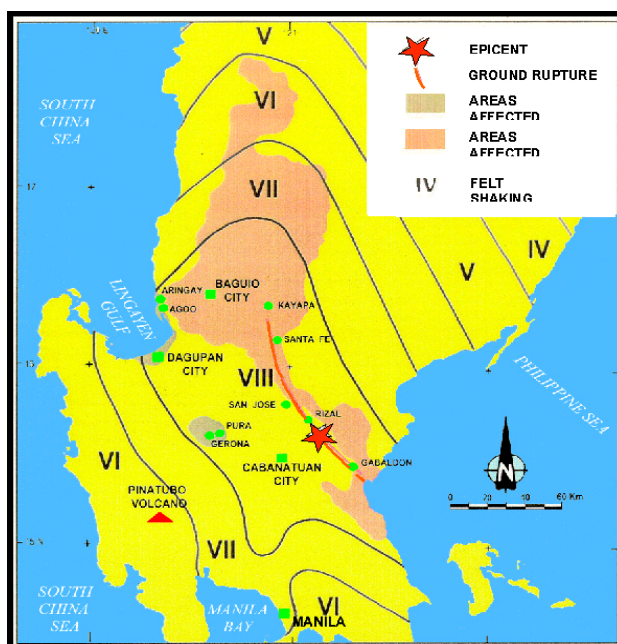 V
EPICENT
GROUND RUPTURE
AREAS
AFFECTED
AREAS
AFFECTED
IV
FELT
SHAKING
SOUTH
CHINA
SEA
VI
17
VII
V
IV
ARINGAY
AGOO
BAGUIO
CITY
KAYAPA
LINGAYEN
GULF
SANTA FE
DAGUPAN
CITY
VIII
PHILIPPINE SEA
SAN JOSE
RIZAL
PURA
GERONA
GABALDON
CABANATUAN
CITY
VI
PINATUBO
VOLCANO
N
0 20 40 60 Km
VII
SOUTH
CHINA
SEA
MANILA
BAY
VI
MANILA